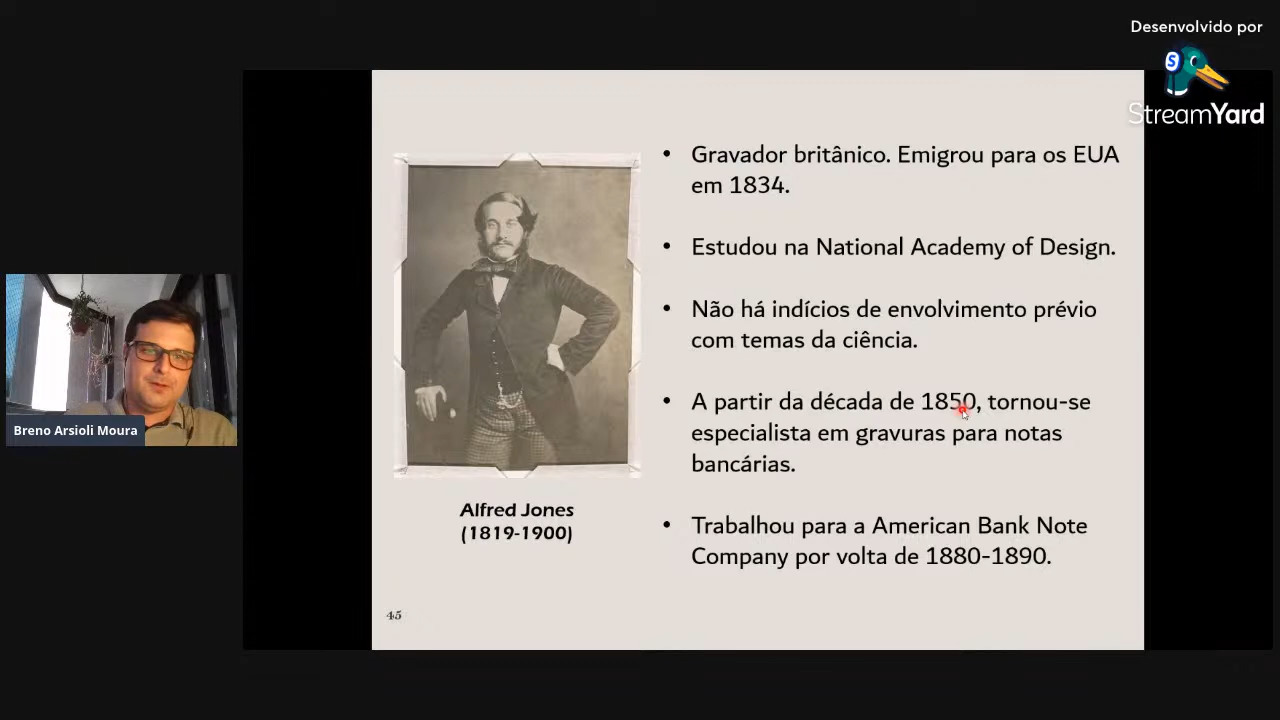 Desenvolvido por
StreamYard
• Gravador britânico. Emigrou para os EUA
em 1834.
• Estudou na National Academy of Design.
• Não há indícios de envolvimento prévio
com temas da ciência.
• A partir da década de 1850, tornou-se
especialista em gravuras para notas
bancárias.
• Trabalhou para a American Bank Note
Company por volta de 1880-1890.
Alfred Jones
(1819-1900)
45
Breno Arsioli Moura